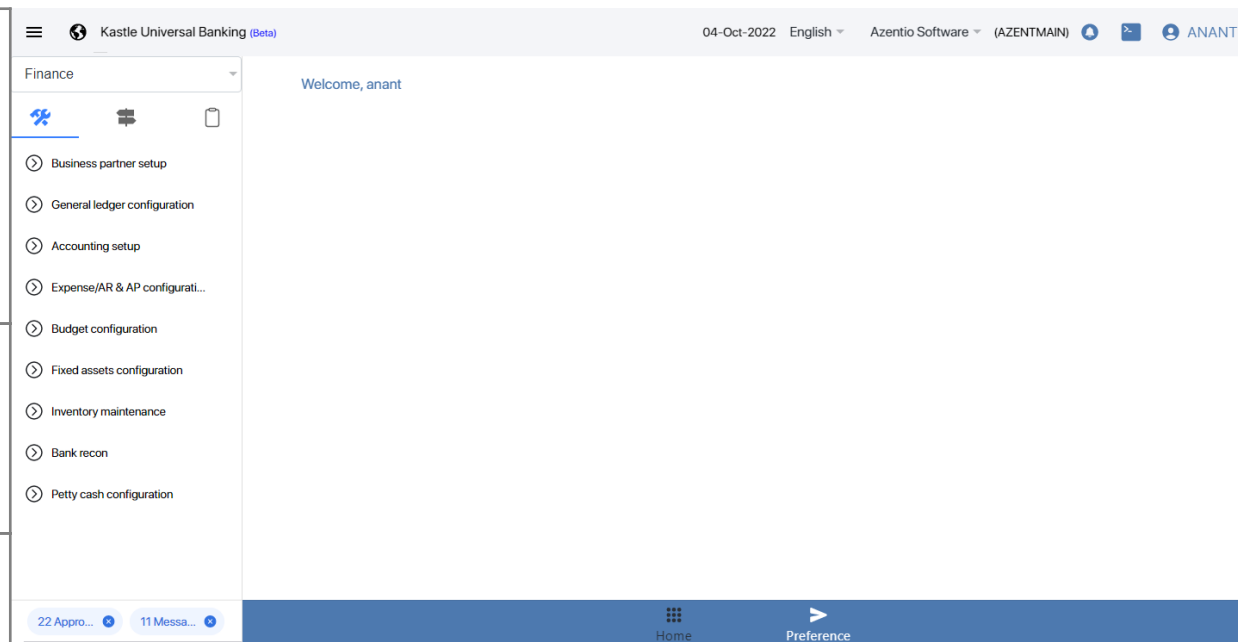 Kastle Universal Banking (Beta)
04-Oct-2022 English Azentio Software (AZENTMAIN) ANANT
Finance
Welcome, anant
Business partner setup
General ledger configuration
Accounting setup
Expense/AR & AP configurati...
Budget configuration
Fixed assets configuration
Inventory maintenance
Bank recon
Petty cash configuration
22 Appro... 11 Messa...
Home Preference